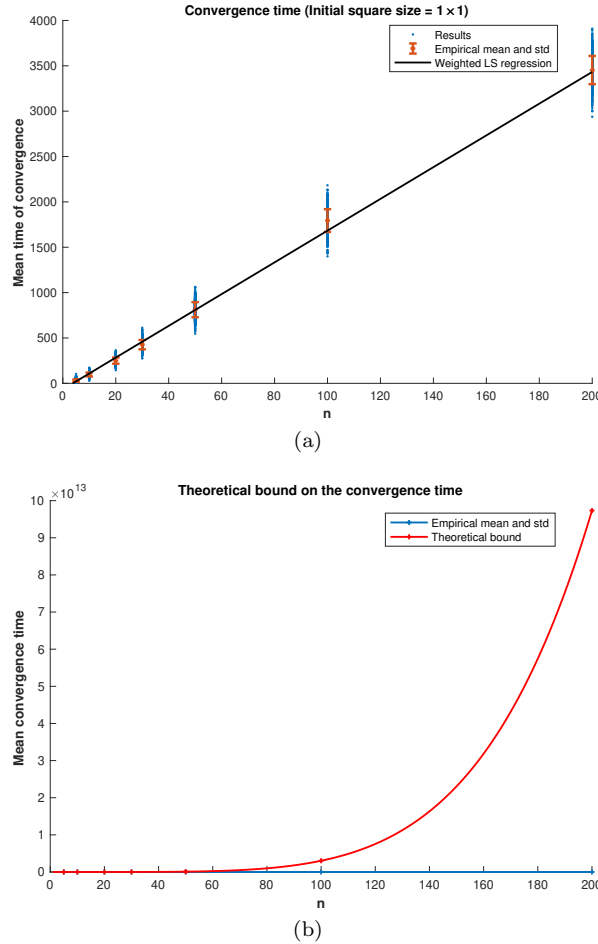 Convergence time (Initial square size = 1×1)
Results
Empirical mean and std
Weighted LS regression
Mean time of convergence
4000
3500
3000
2500
2000
1500
1000
500
0
0 20 40 60 80 100 120 140 160 180 200
n
(a)
Theoretical bound on the convergence time
×10^13
Empirical mean and std
Theoretical bound
Mean convergence time
10
9
8
7
6
5
4
3
2
1
0
0 20 40 60 80 100 120 140 160 180 200
n
(b)